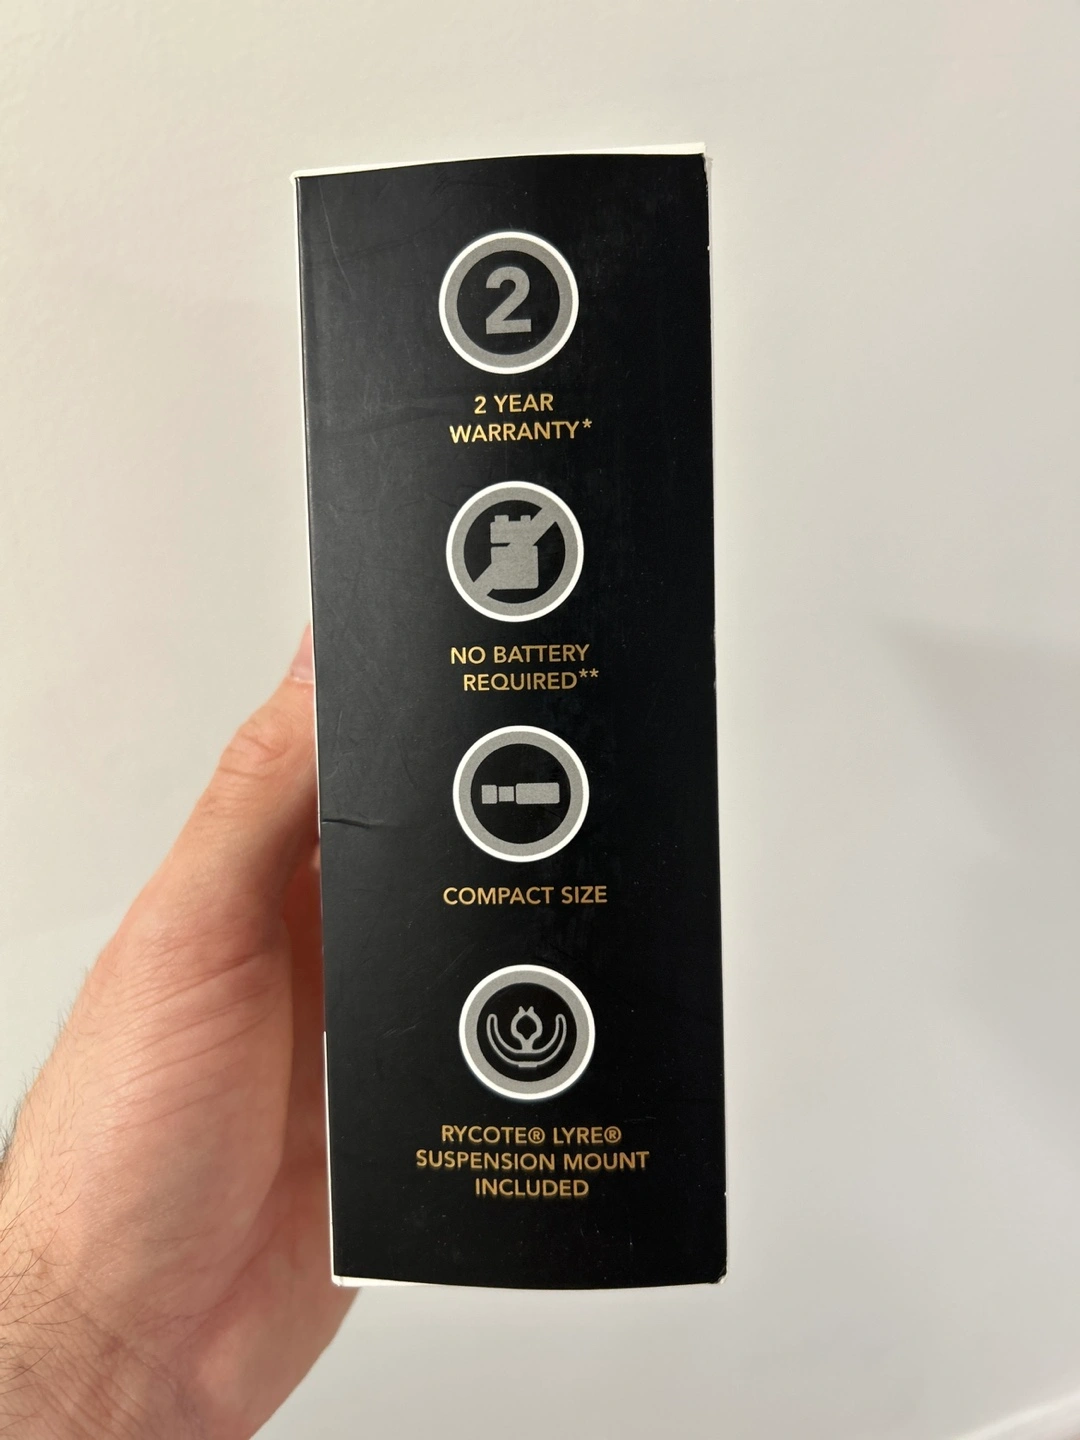 2
2 YEAR
WARRANTY*
NO BATTERY
REQUIRED**
COMPACT SIZE
RYCOTE® LYRE®
SUSPENSION MOUNT
INCLUDED